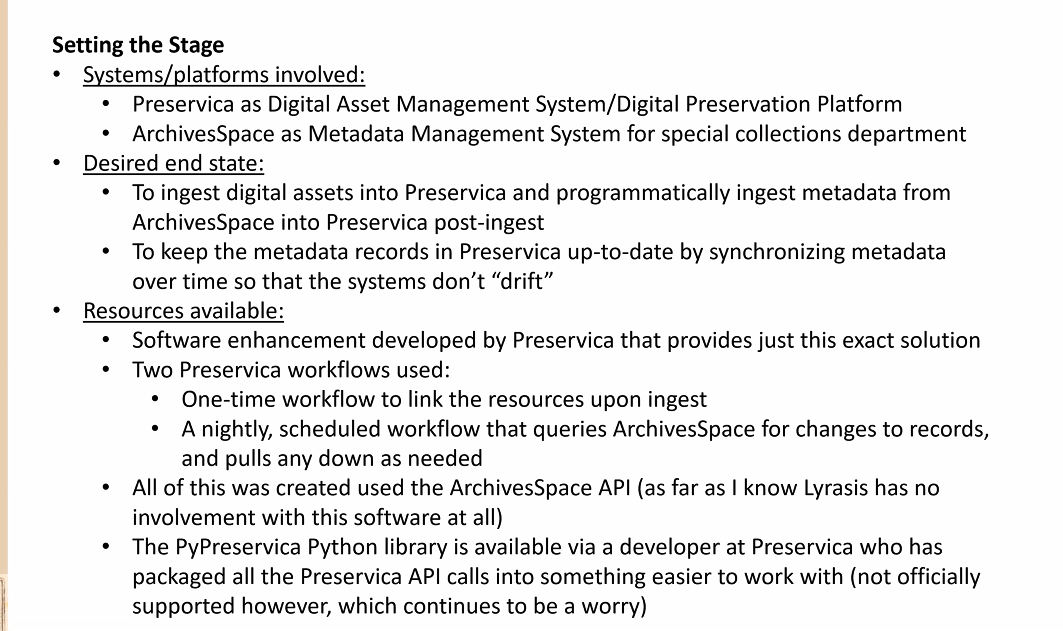 Setting the Stage
• Systems/platforms involved:
• Preservica as Digital Asset Management System/Digital Preservation Platform
• ArchivesSpace as Metadata Management System for special collections department
• Desired end state:
• To ingest digital assets into Preservica and programmatically ingest metadata from
ArchivesSpace into Preservica post-ingest
• To keep the metadata records in Preservica up-to-date by synchronizing metadata
over time so that the systems don’t “drift”
• Resources available:
• Software enhancement developed by Preservica that provides just this exact solution
• Two Preservica workflows used:
• One-time workflow to link the resources upon ingest
• A nightly, scheduled workflow that queries ArchivesSpace for changes to records,
and pulls any down as needed
• All of this was created used the ArchivesSpace API (as far as I know Lyrasis has no
involvement with this software at all)
• The PyPreservica Python library is available via a developer at Preservica who has
packaged all the Preservica API calls into something easier to work with (not officially
supported however, which continues to be a worry)